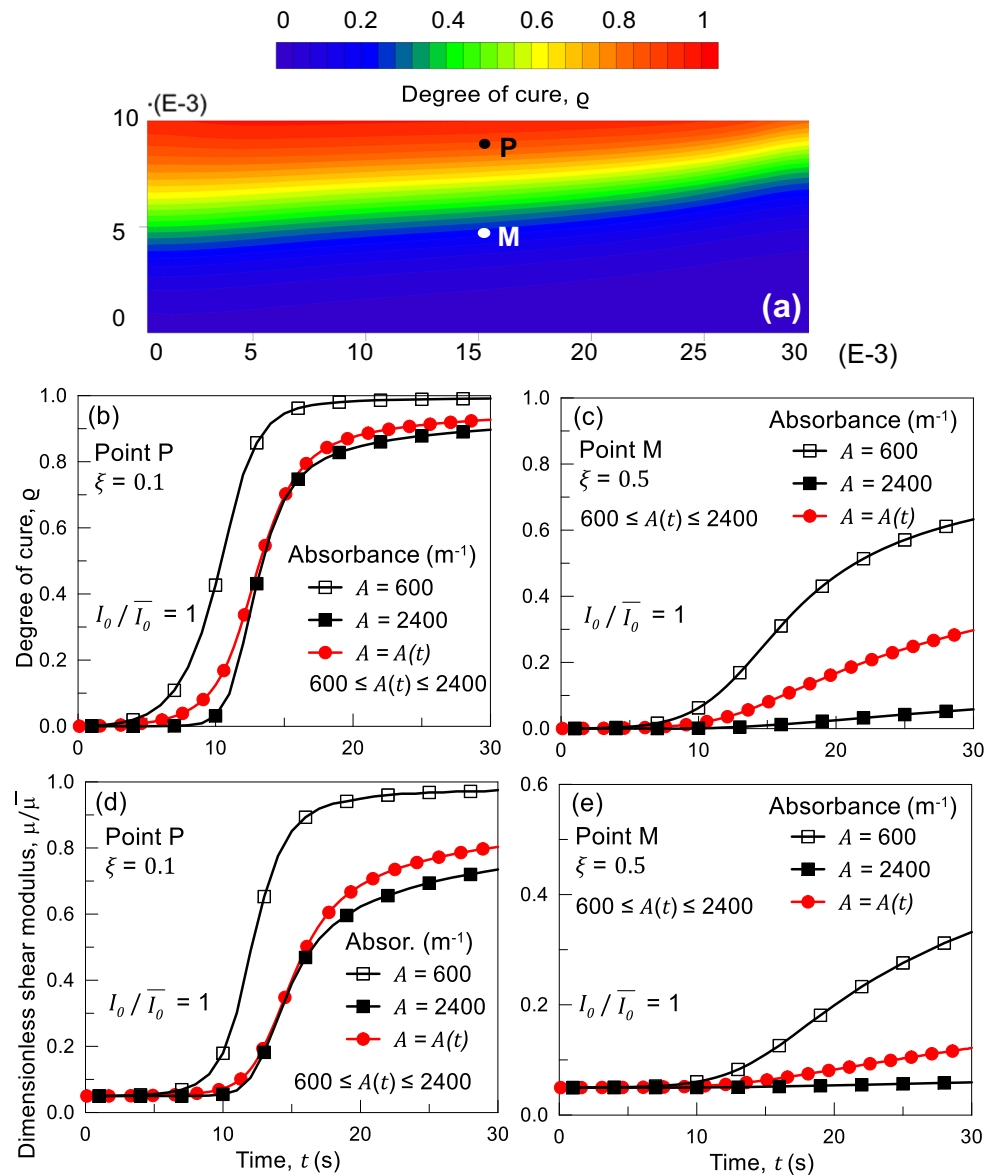 0 0.2 0.4 0.6 0.8 1
Degree of cure, ϱ
·(E-3)
10
5
0
P
M
(a)
0 5 10 15 20 25 30 (E-3)
(b)
Point P
ξ = 0.1
I₀ / I̅₀ = 1
Absorbance (m⁻¹)
A = 600
A = 2400
A = A(t)
600 ≤ A(t) ≤ 2400
Degree of cure, ϱ
1.0
0.8
0.6
0.4
0.2
0.0
0 10 20 30
(c)
Point M
ξ = 0.5
600 ≤ A(t) ≤ 2400
I₀ / I̅₀ = 1
Absorbance (m⁻¹)
A = 600
A = 2400
A = A(t)
1.0
0.8
0.6
0.4
0.2
0.0
0 10 20 30
(d)
Point P
ξ = 0.1
I₀ / I̅₀ = 1
Absor. (m⁻¹)
A = 600
A = 2400
A = A(t)
600 ≤ A(t) ≤ 2400
Dimensionless shear modulus, μ/μ̅
1.0
0.8
0.6
0.4
0.2
0.0
0 10 20 30
Time, t (s)
(e)
Point M
ξ = 0.5
600 ≤ A(t) ≤ 2400
I₀ / I̅₀ = 1
Absorbance (m⁻¹)
A = 600
A = 2400
A = A(t)
0.6
0.4
0.2
0.0
0 10 20 30
Time, t (s)